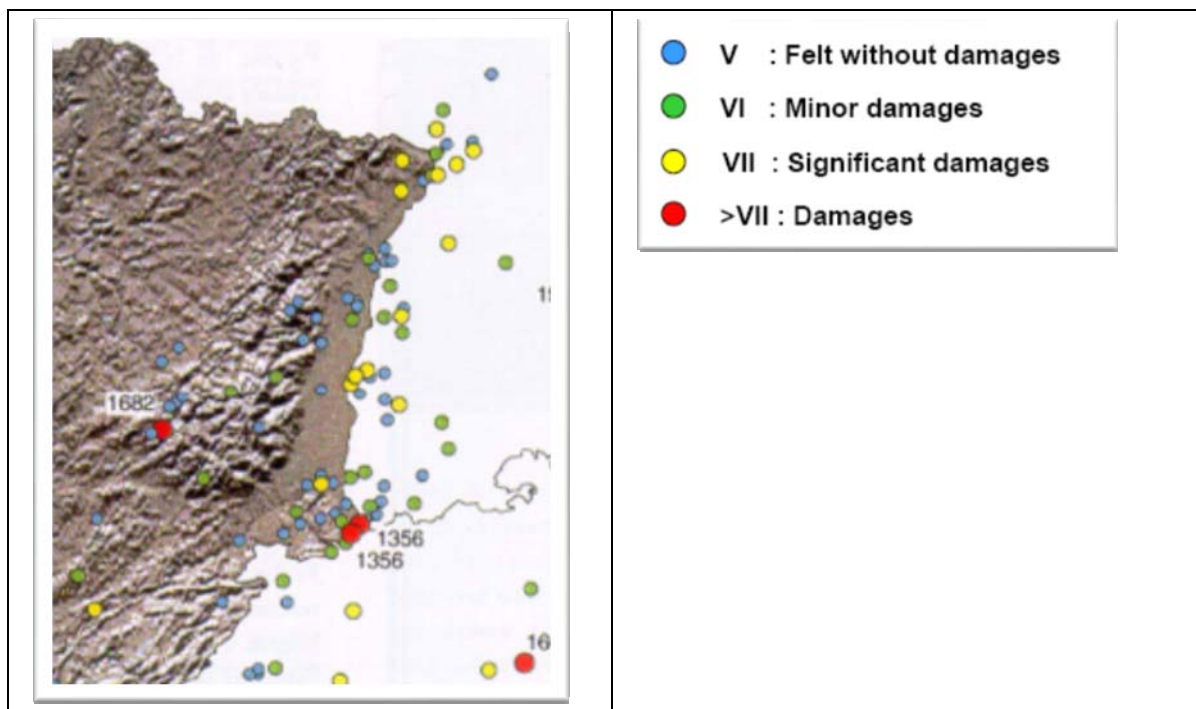 1682
1356
1356
V : Felt without damages
VI : Minor damages
VII : Significant damages
>VII : Damages